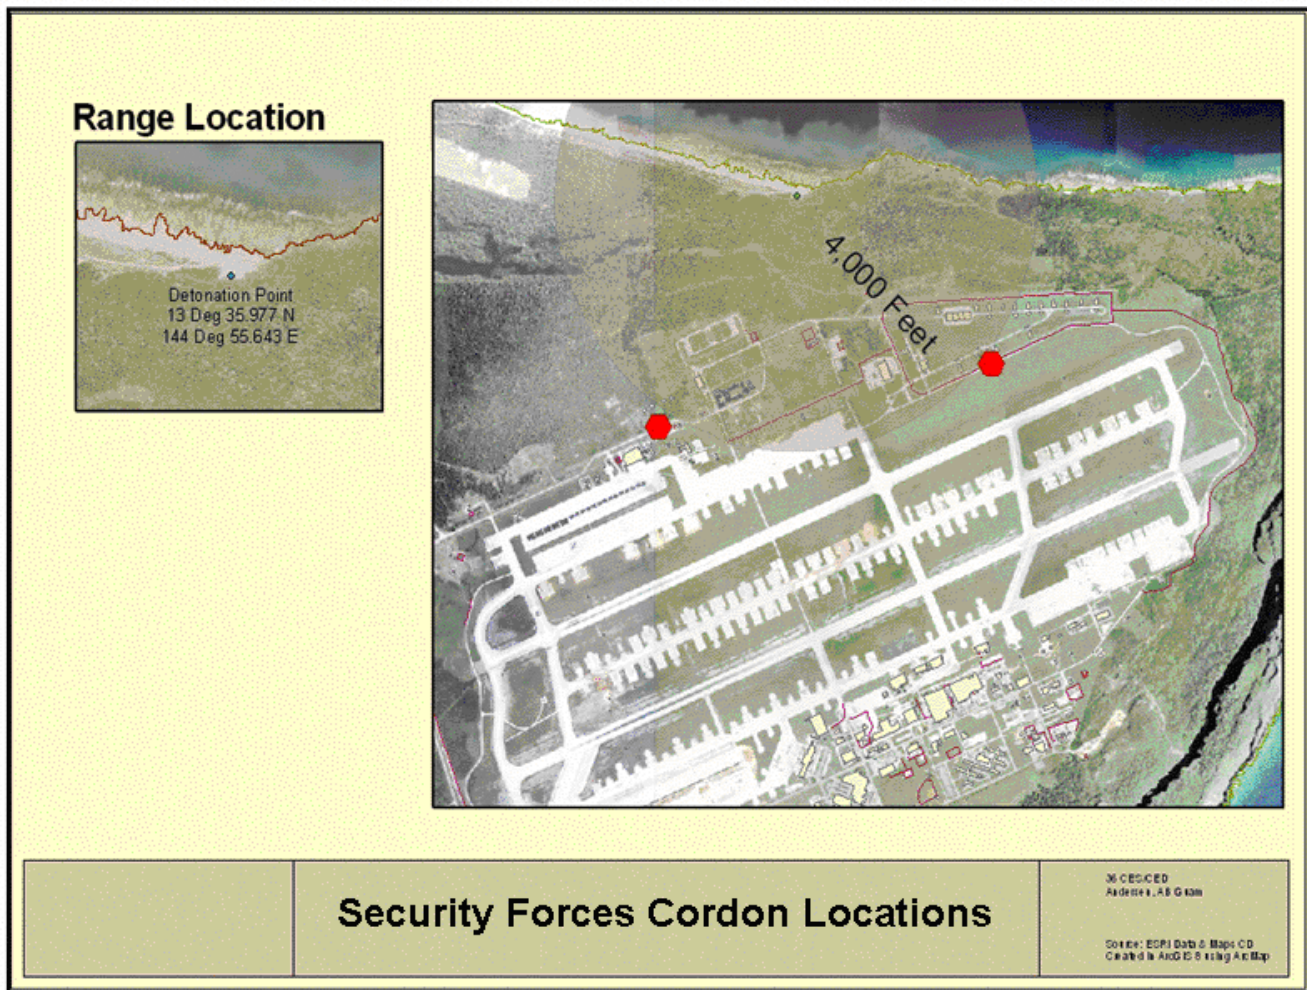 Range Location
Detonation Point
13 Deg 35.977 N
144 Deg 55.643 E
4,000 Feet
Security Forces Cordon Locations
36 CES/CED
Andersen, AB Guam
Source: ESRI Data & Maps CD
Created in ArcGIS 8 using ArcMap